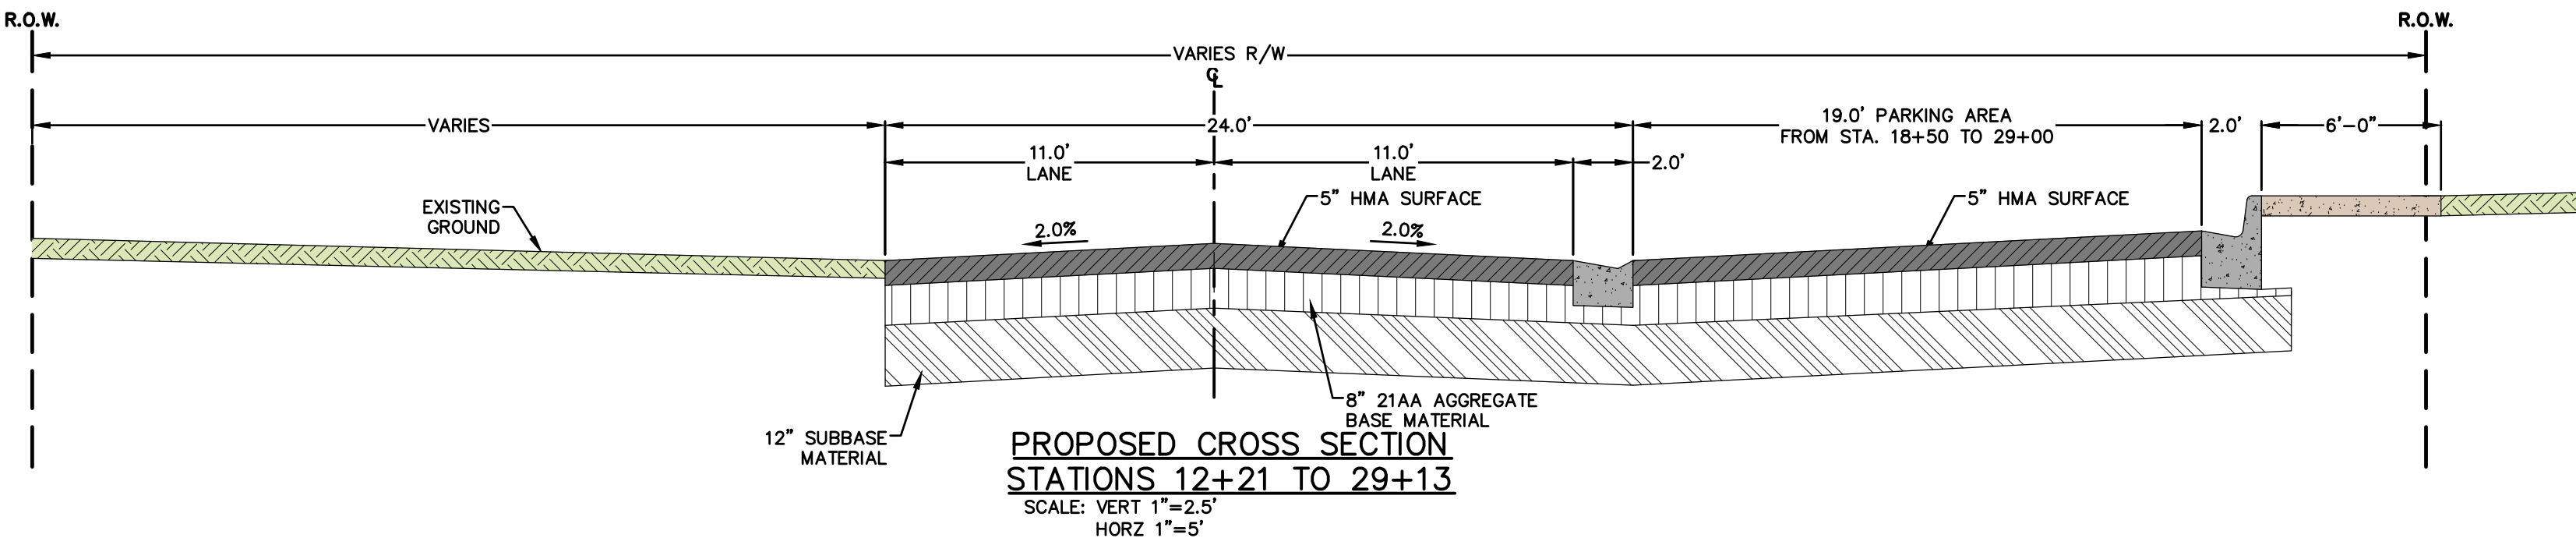 R.O.W.
R.O.W.
VARIES R/W
℄
VARIES
24.0'
19.0' PARKING AREA
FROM STA. 18+50 TO 29+00
2.0'
6'-0"
11.0'
LANE
11.0'
LANE
2.0'
EXISTING
GROUND
5" HMA SURFACE
5" HMA SURFACE
2.0%
2.0%
8" 21AA AGGREGATE
BASE MATERIAL
12" SUBBASE
MATERIAL
PROPOSED CROSS SECTION
STATIONS 12+21 TO 29+13
SCALE: VERT 1"=2.5'
HORZ 1"=5'